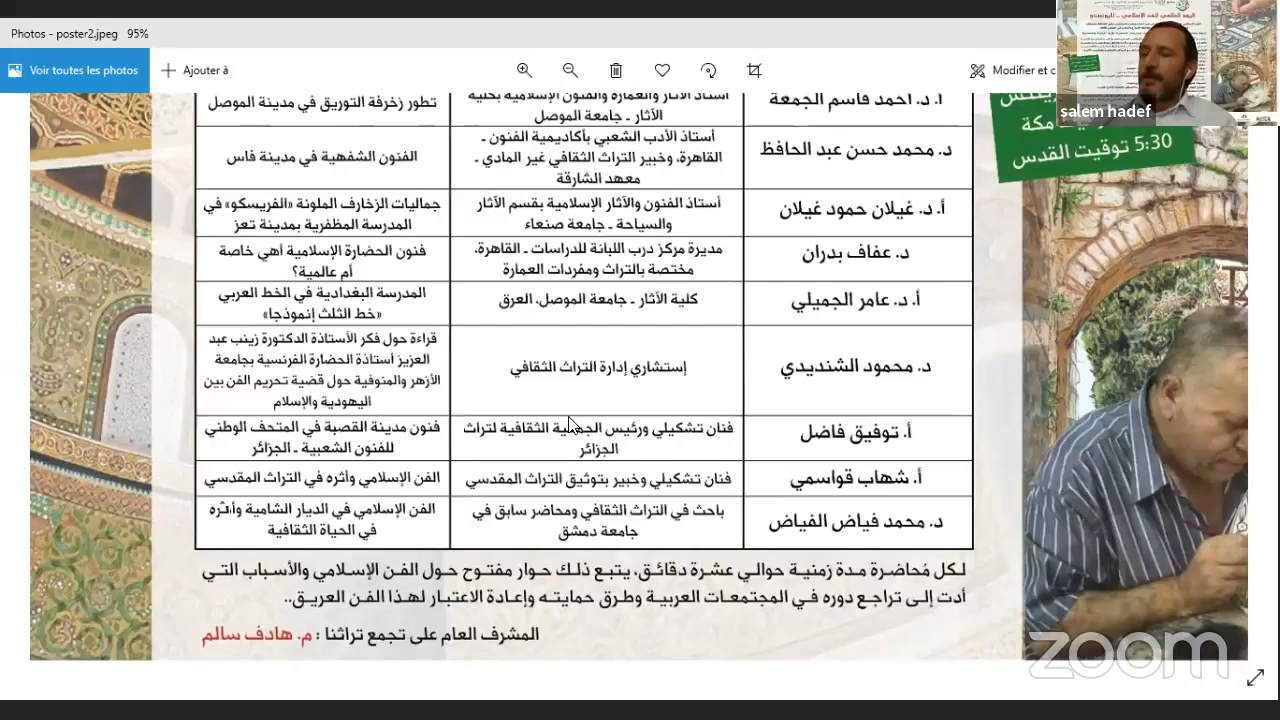 Photos - poster2.jpeg 95%
Voir toutes les photos
Ajouter à
Modifier et c
salem hadef
مكة
5:30 توقيت القدس
أ. د. أحمد قاسم الجمعة
والعمارة والفنون الإسلامية
الآثار ـ جامعة الموصل
تطور زخرفة التوريق في مدينة الموصل
د. محمد حسن عبد الحافظ
أستاذ الأدب الشعبي بأكاديمية الفنون ـ
القاهرة، وخبير التراث الثقافي غير المادي ـ
معهد الشارقة
الفنون الشفهية في مدينة فاس
أ. د. غيلان حمود غيلان
أستاذ الفنون والآثار الإسلامية بقسم الآثار
والسياحة ـ جامعة صنعاء
جماليات الزخارف الملونة «الفريسكو» في
المدرسة المظفرية بمدينة تعز
د. عفاف بدران
مديرة مركز درب اللبانة للدراسات ـ القاهرة،
مختصة بالتراث ومفردات العمارة
فنون الحضارة الإسلامية أهي خاصة
أم عالمية؟
أ. د. عامر الجميلي
كلية الآثار ـ جامعة الموصل، العرق
المدرسة البغدادية في الخط العربي
«خط الثلث إنموذجا»
د. محمود الشنديدي
إستشاري إدارة التراث الثقافي
قراءة حول فكر الأستاذة الدكتورة زينب عبد
العزيز أستاذة الحضارة الفرنسية بجامعة
الأزهر والمنوفية حول قضية تحريم الفن بين
اليهودية والإسلام
أ. توفيق فاضل
فنان تشكيلي ورئيس الجمعية الثقافية لتراث
الجزائر
فنون مدينة القصبة في المتحف الوطني
للفنون الشعبية ـ الجزائر
أ. شهاب قواسمي
فنان تشكيلي وخبير بتوثيق التراث المقدسي
الفن الإسلامي وأثره في التراث المقدسي
د. محمد فياض الفياض
باحث في التراث الثقافي ومحاضر سابق في
جامعة دمشق
الفن الإسلامي في الديار الشامية وأثره
في الحياة الثقافية
لكل مُحاضرة مدة زمنية حوالي عشرة دقائق، يتبع ذلك حوار مفتوح حول الفن الإسلامي والأسباب التي
أدت إلى تراجع دوره في المجتمعات العربية وطرق حمايته وإعادة الاعتبار لهذا الفن العريق..
المشرف العام على تجمع تراثنا : م. هادف سالم
zoom